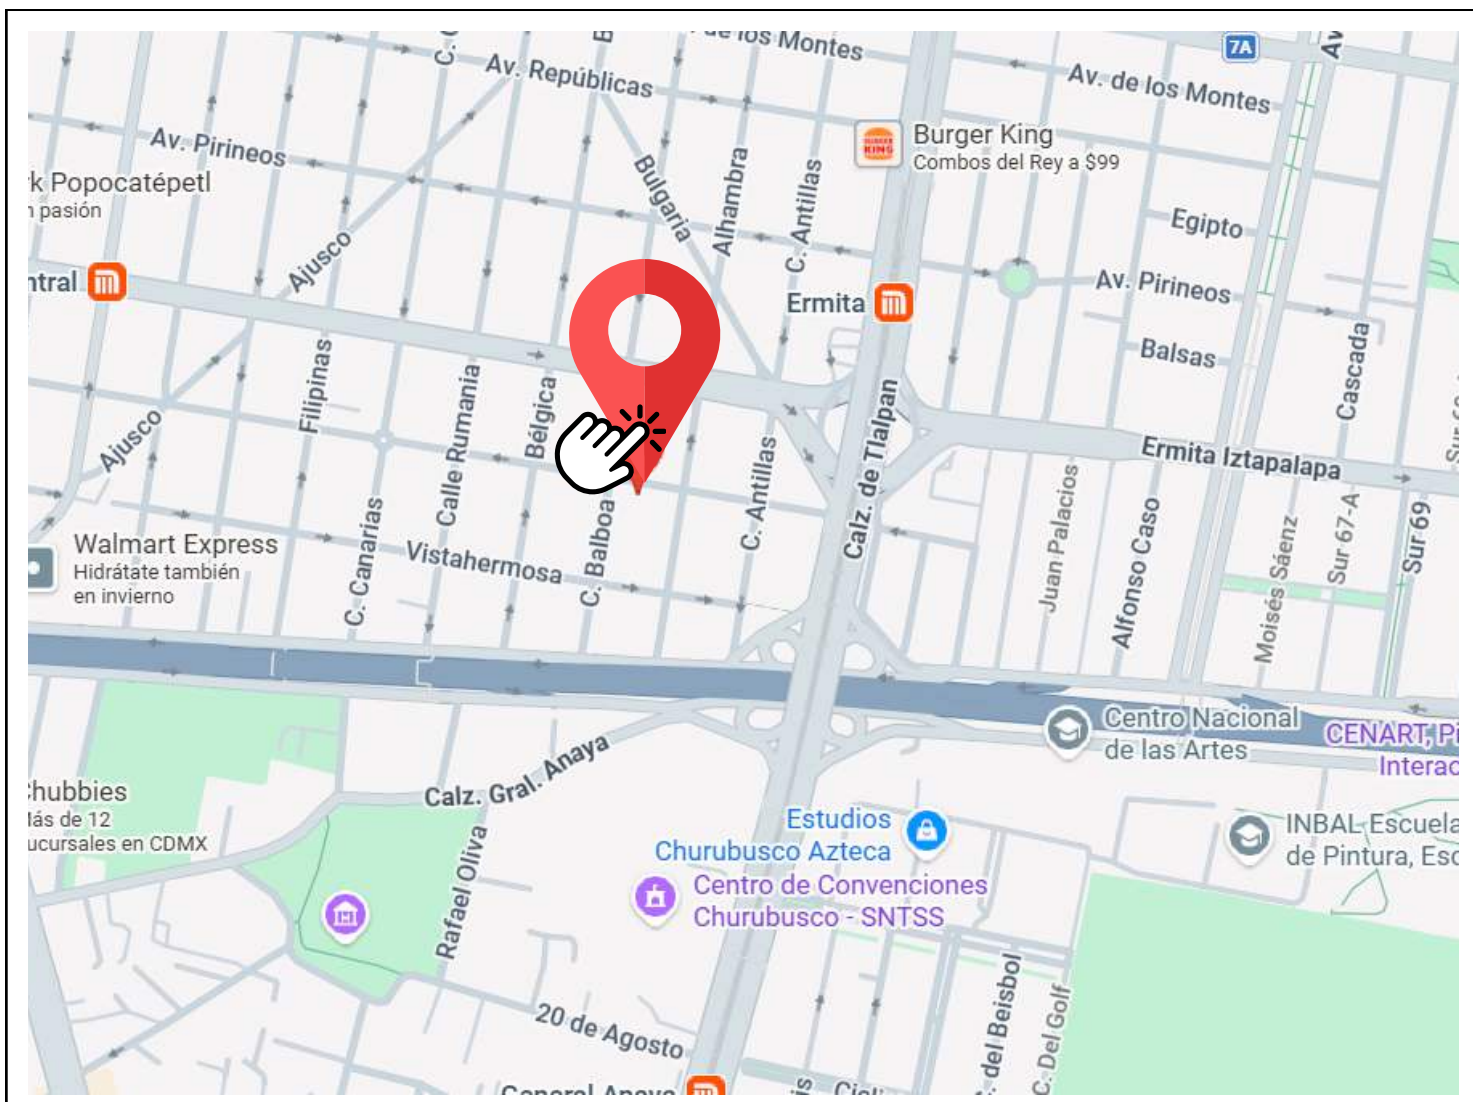 de los Montes
7A
Av. Repúblicas
Av. de los Montes
Av. Pirineos
Burger King
Combos del Rey a $99
BURGER
KING
k Popocatépetl
pasión
Bulgaria
Alhambra
C. Antillas
Egipto
Ajusco
ntral
Ermita
Av. Pirineos
Balsas
Cascada
Filipinas
Calle Rumania
Bélgica
Calz. de Tlalpan
Ajusco
C. Antillas
Ermita Iztapalapa
C. Canarias
C. Balboa
Juan Palacios
Alfonso Caso
Moisés Sáenz
Sur 67-A
Sur 69
Walmart Express
Hidrátate también
en invierno
Vistahermosa
Centro Nacional
de las Artes
CENART, Pi
Interac
Calz. Gral. Anaya
hubbies
ás de 12
ucursales en CDMX
Rafael Oliva
Estudios
Churubusco Azteca
INBAL Escuela
de Pintura, Esc
Centro de Convenciones
Churubusco - SNTSS
20 de Agosto
. del Beisbol
C. Del Golf
General Anaya